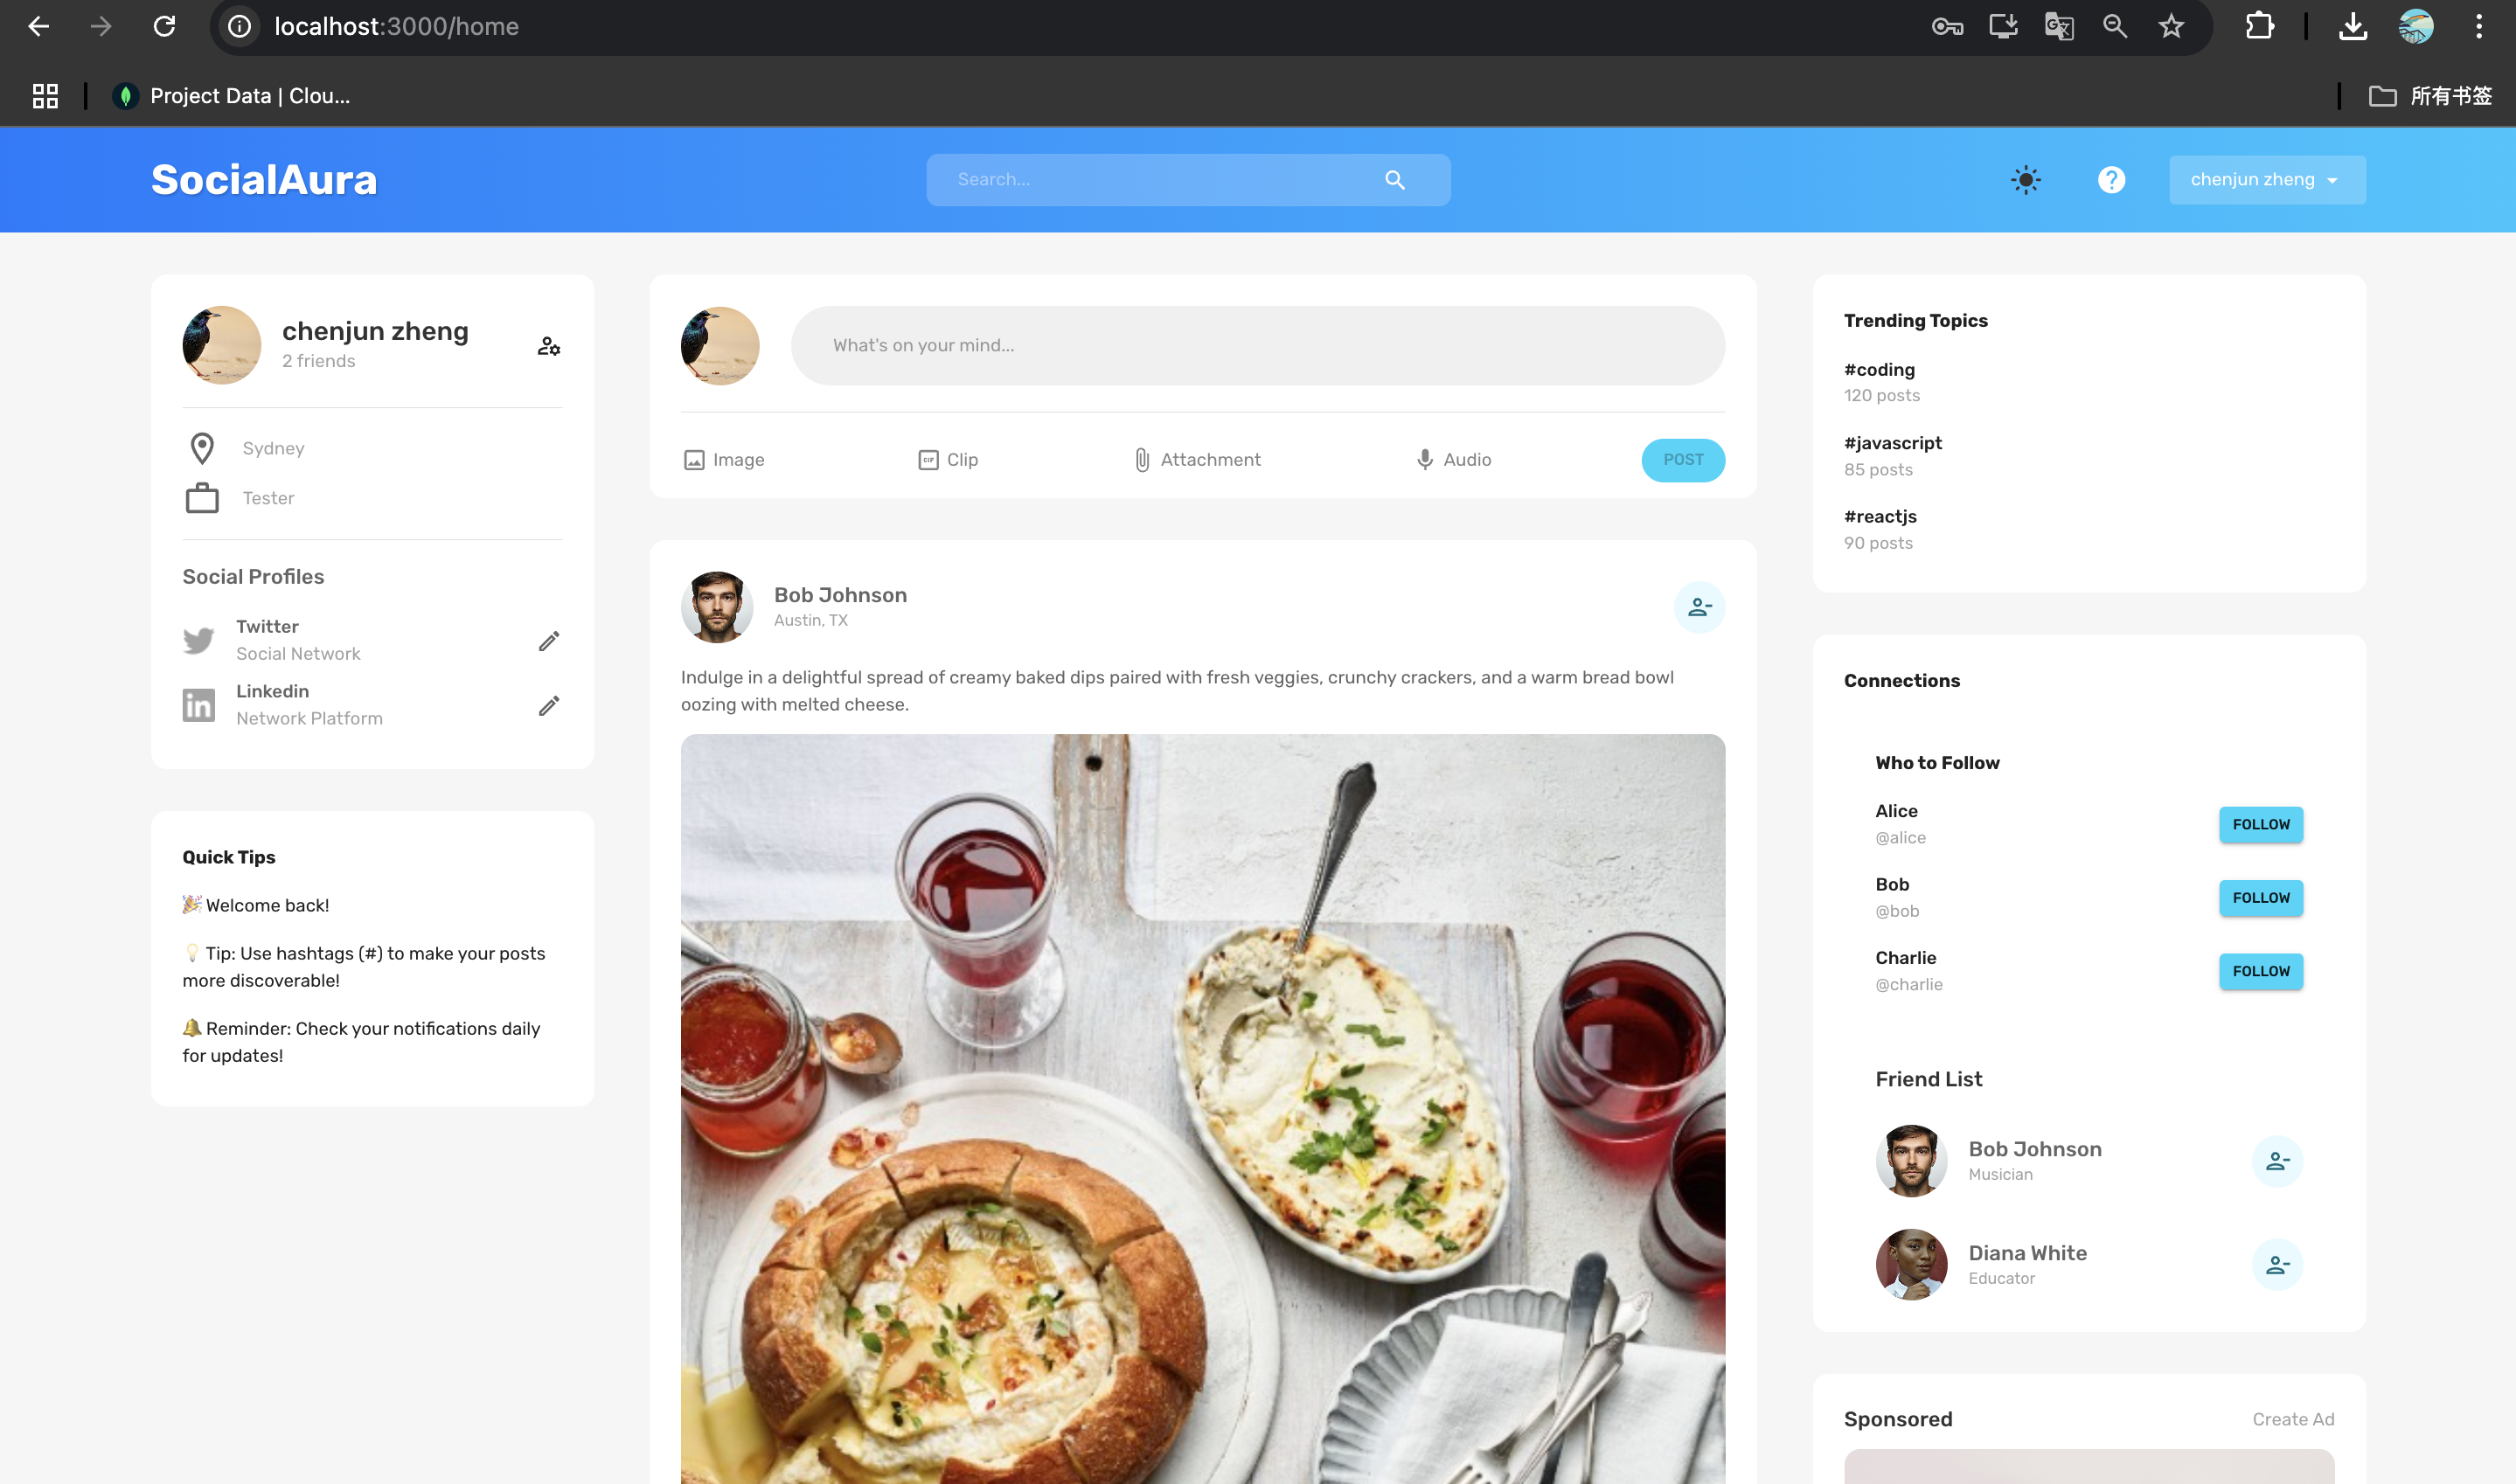 localhost:3000/home
Project Data | Clou...
所有书签
SocialAura
Search...
chenjun zheng
chenjun zheng
2 friends
Sydney
Tester
Social Profiles
Twitter
Social Network
Linkedin
Network Platform
Quick Tips
🎉 Welcome back!
💡 Tip: Use hashtags (#) to make your posts
more discoverable!
🔔 Reminder: Check your notifications daily
for updates!
What's on your mind...
Image
GIF
Clip
Attachment
Audio
POST
Bob Johnson
Austin, TX
Indulge in a delightful spread of creamy baked dips paired with fresh veggies, crunchy crackers, and a warm bread bowl
oozing with melted cheese.
Trending Topics
#coding
120 posts
#javascript
85 posts
#reactjs
90 posts
Connections
Who to Follow
Alice
@alice
FOLLOW
Bob
@bob
FOLLOW
Charlie
@charlie
FOLLOW
Friend List
Bob Johnson
Musician
Diana White
Educator
Sponsored
Create Ad